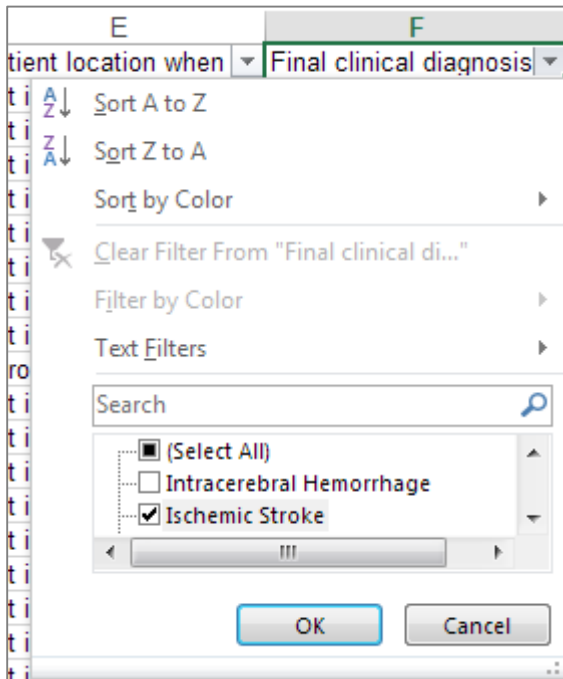 E F
tient location when Final clinical diagnosis
t i Sort A to Z
t i
t i Sort Z to A
t i Sort by Color
t i
t i Clear Filter From "Final clinical di..."
t i Filter by Color
t i Text Filters
ro
t i Search
t i (Select All)
t i Intracerebral Hemorrhage
t i Ischemic Stroke
t i
t i
t i
t i OK Cancel
t i